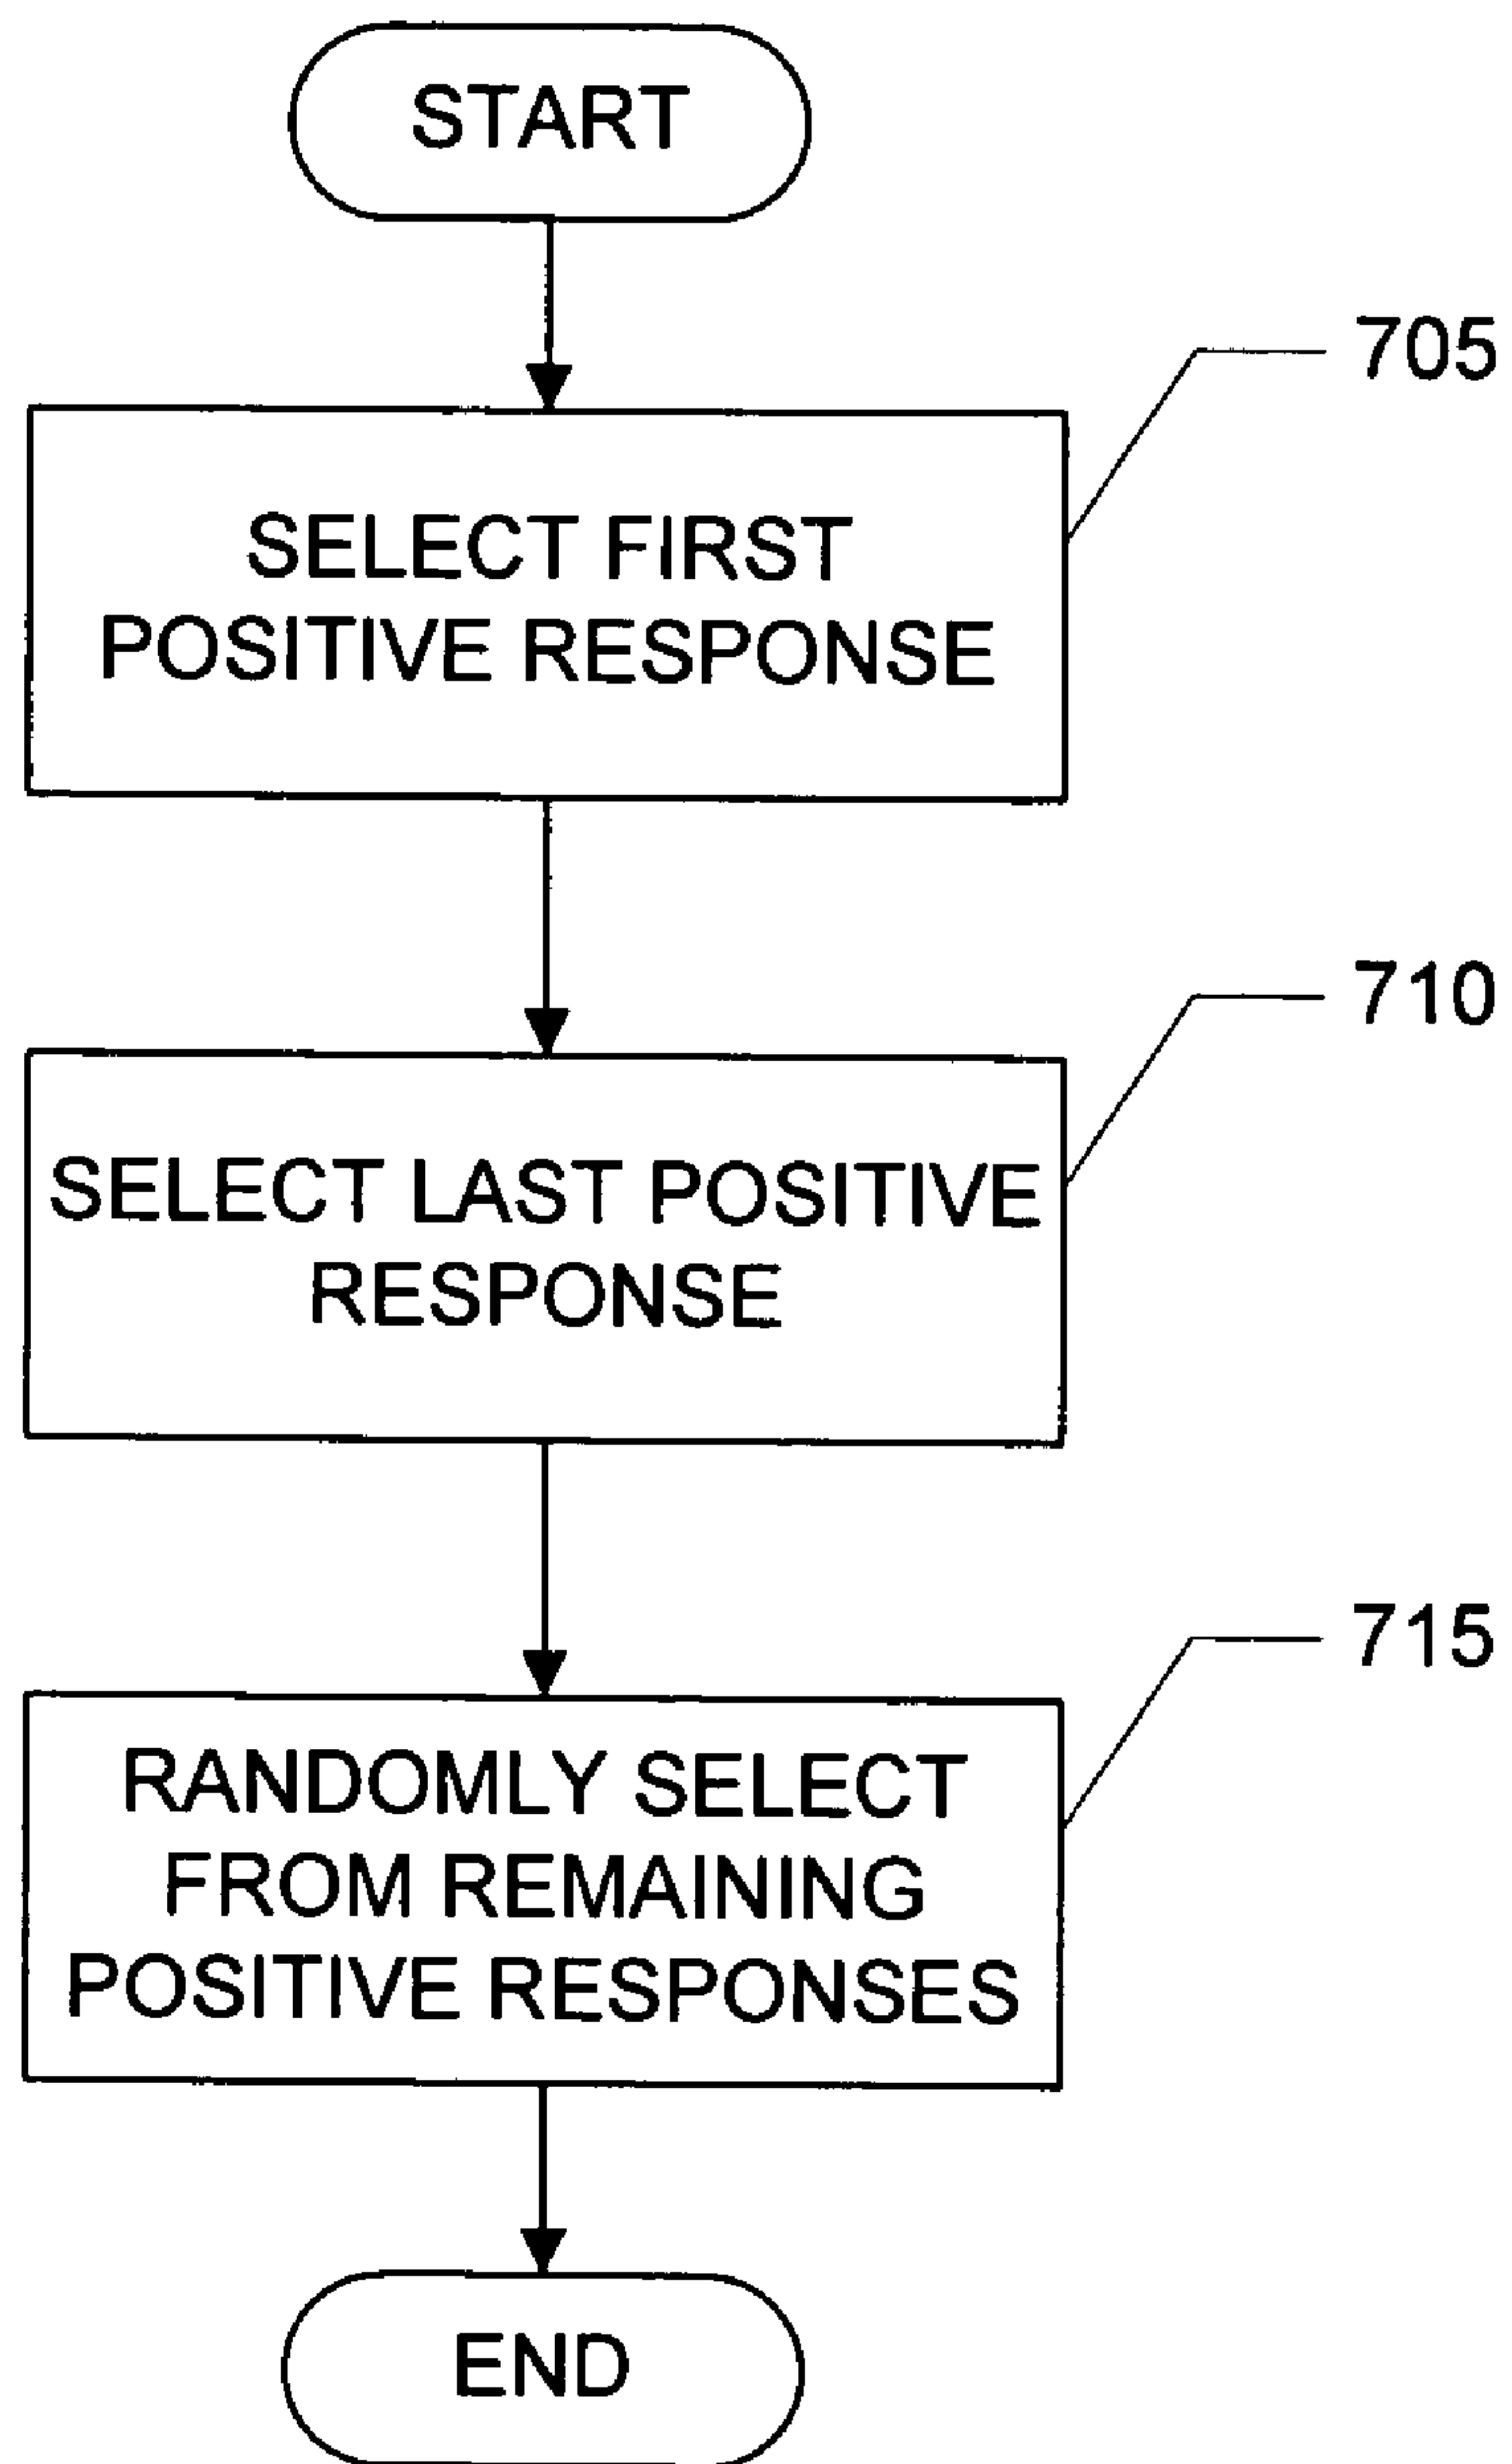 START
705
SELECT FIRST
POSITIVE RESPONSE
710
SELECT LAST POSITIVE
RESPONSE
715
RANDOMLY SELECT
FROM REMAINING
POSITIVE RESPONSES
END